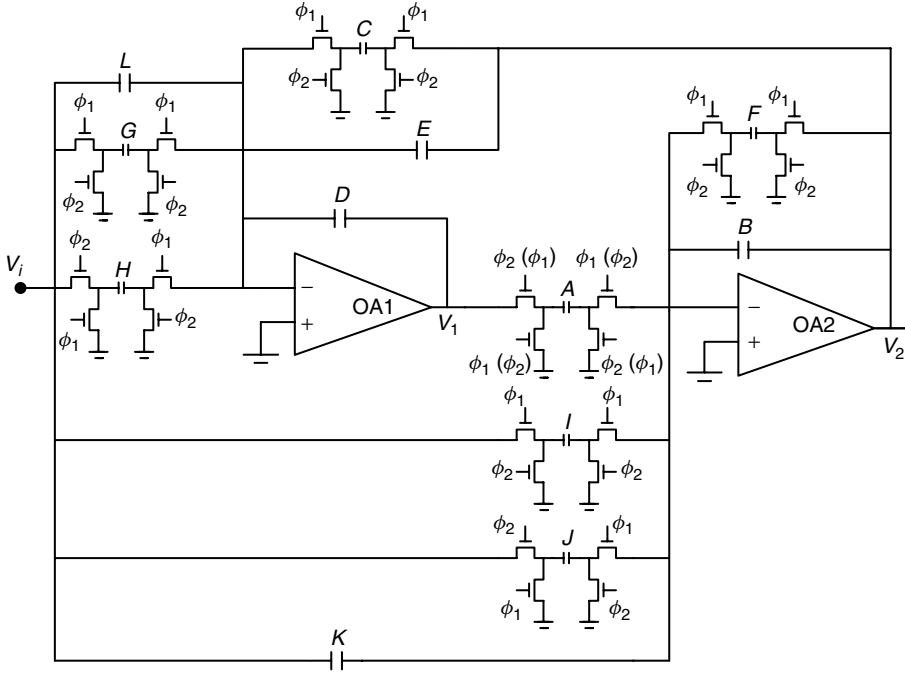 ϕ1 ϕ1
C
ϕ2 ϕ2
L
ϕ1 ϕ1
G
ϕ2 ϕ2
E
ϕ1 ϕ1
F
ϕ2 ϕ2
D
B
ϕ2 ϕ1
Vi
H
ϕ1 ϕ2
−
+
OA1
V1
ϕ2 (ϕ1) ϕ1 (ϕ2)
A
ϕ1 (ϕ2) ϕ2 (ϕ1)
−
+
OA2
V2
ϕ1 ϕ1
I
ϕ2 ϕ2
ϕ2 ϕ1
J
ϕ1 ϕ2
K